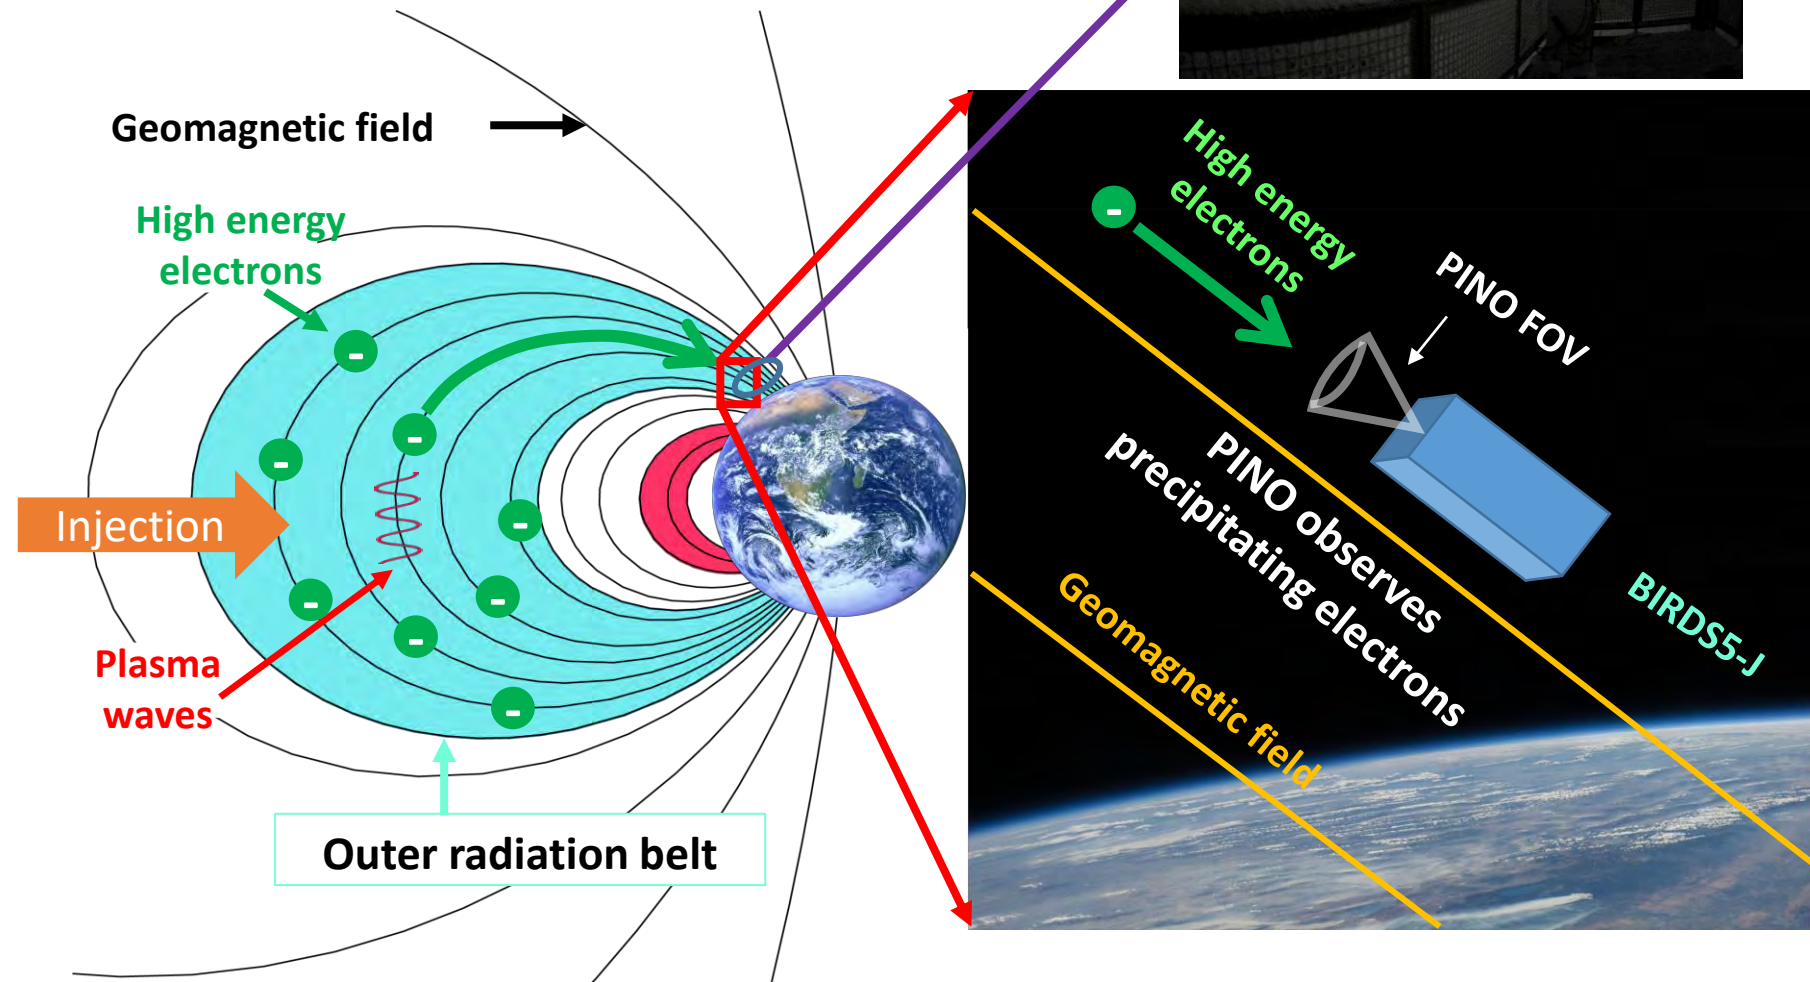 Geomagnetic field
High energy
electrons
-
-
-
-
-
-
-
-
Injection
Plasma
waves
Outer radiation belt
-
High energy
electrons
PINO FOV
PINO observes
precipitating electrons
BIRDS5-J
Geomagnetic field